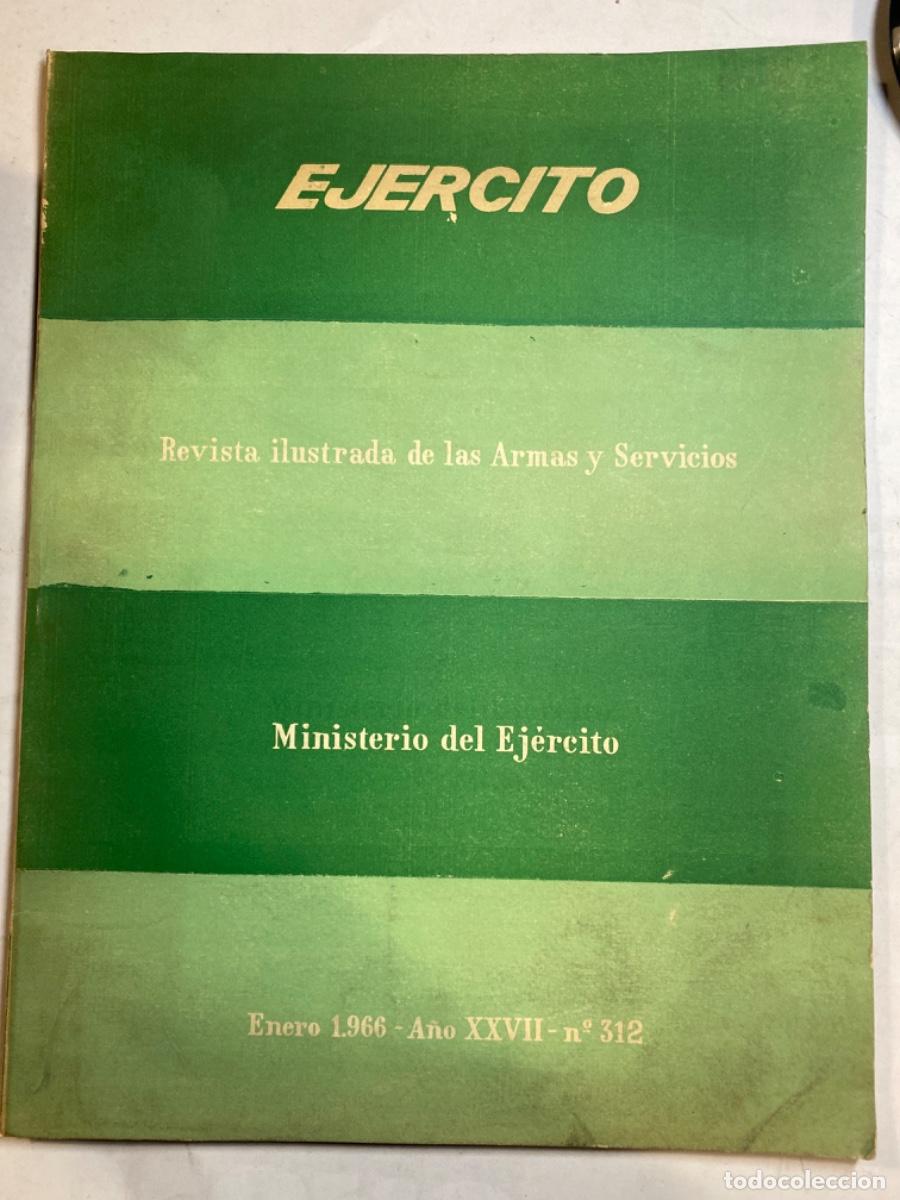 EJERCITO
Revista ilustrada de las Armas y Servicios
Ministerio del Ejército
Enero 1.966 - Año XXVII - nº 312
todocoleccion